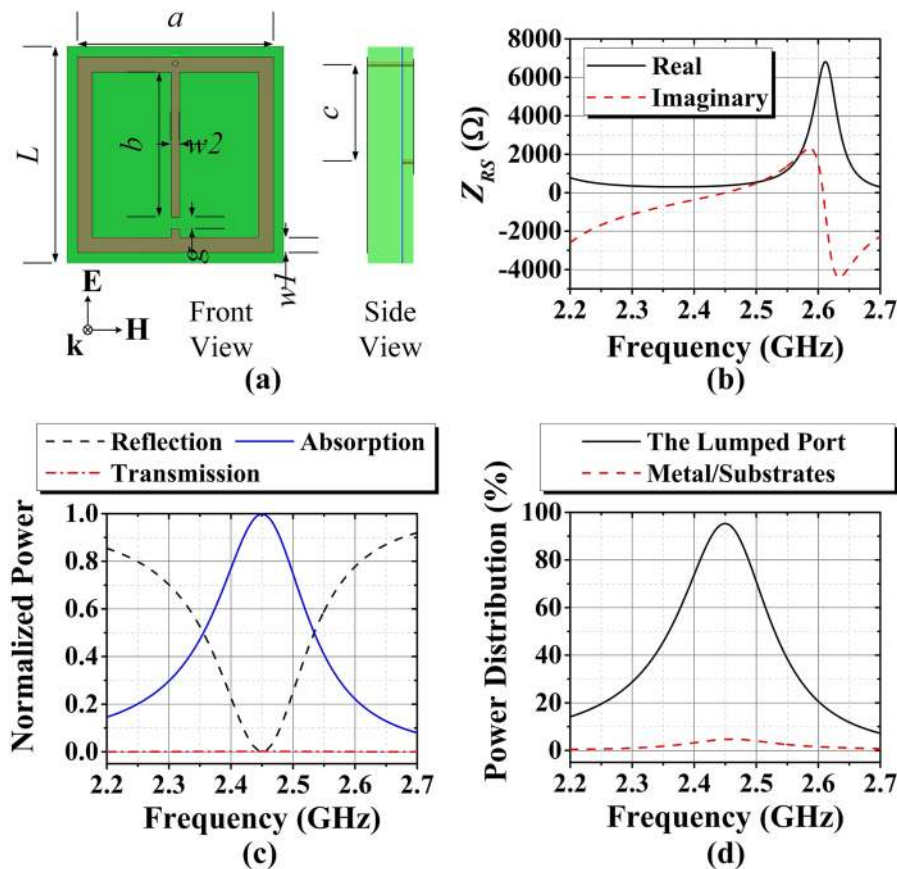 a
L
b
w2
g
w1
c
E
k
H
Front
View
Side
View
(a)
8000
6000
4000
2000
0
-2000
-4000
Z_RS (Ω)
Real
Imaginary
2.2 2.3 2.4 2.5 2.6 2.7
Frequency (GHz)
(b)
Reflection Absorption
Transmission
1.0
0.8
0.6
0.4
0.2
0.0
Normalized Power
2.2 2.3 2.4 2.5 2.6 2.7
Frequency (GHz)
(c)
The Lumped Port
Metal/Substrates
100
80
60
40
20
0
Power Distribution (%)
2.2 2.3 2.4 2.5 2.6 2.7
Frequency (GHz)
(d)